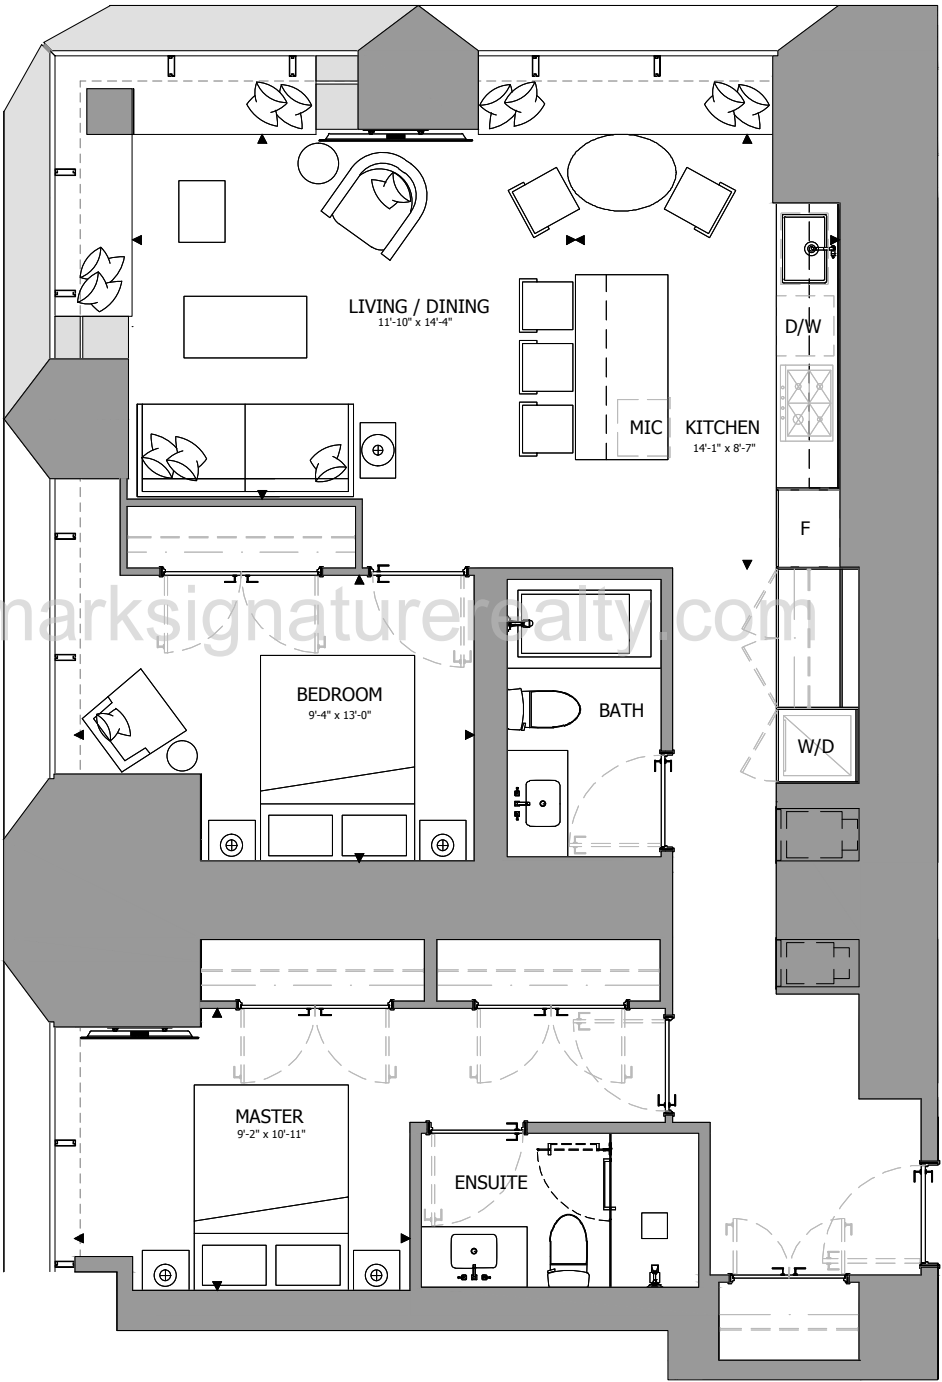 LIVING / DINING
11'-10" x 14'-4"
D/W
MIC
KITCHEN
14'-1" x 8'-7"
F
marksignaturerealty.com
BEDROOM
9'-4" x 13'-0"
BATH
W/D
MASTER
9'-2" x 10'-11"
ENSUITE